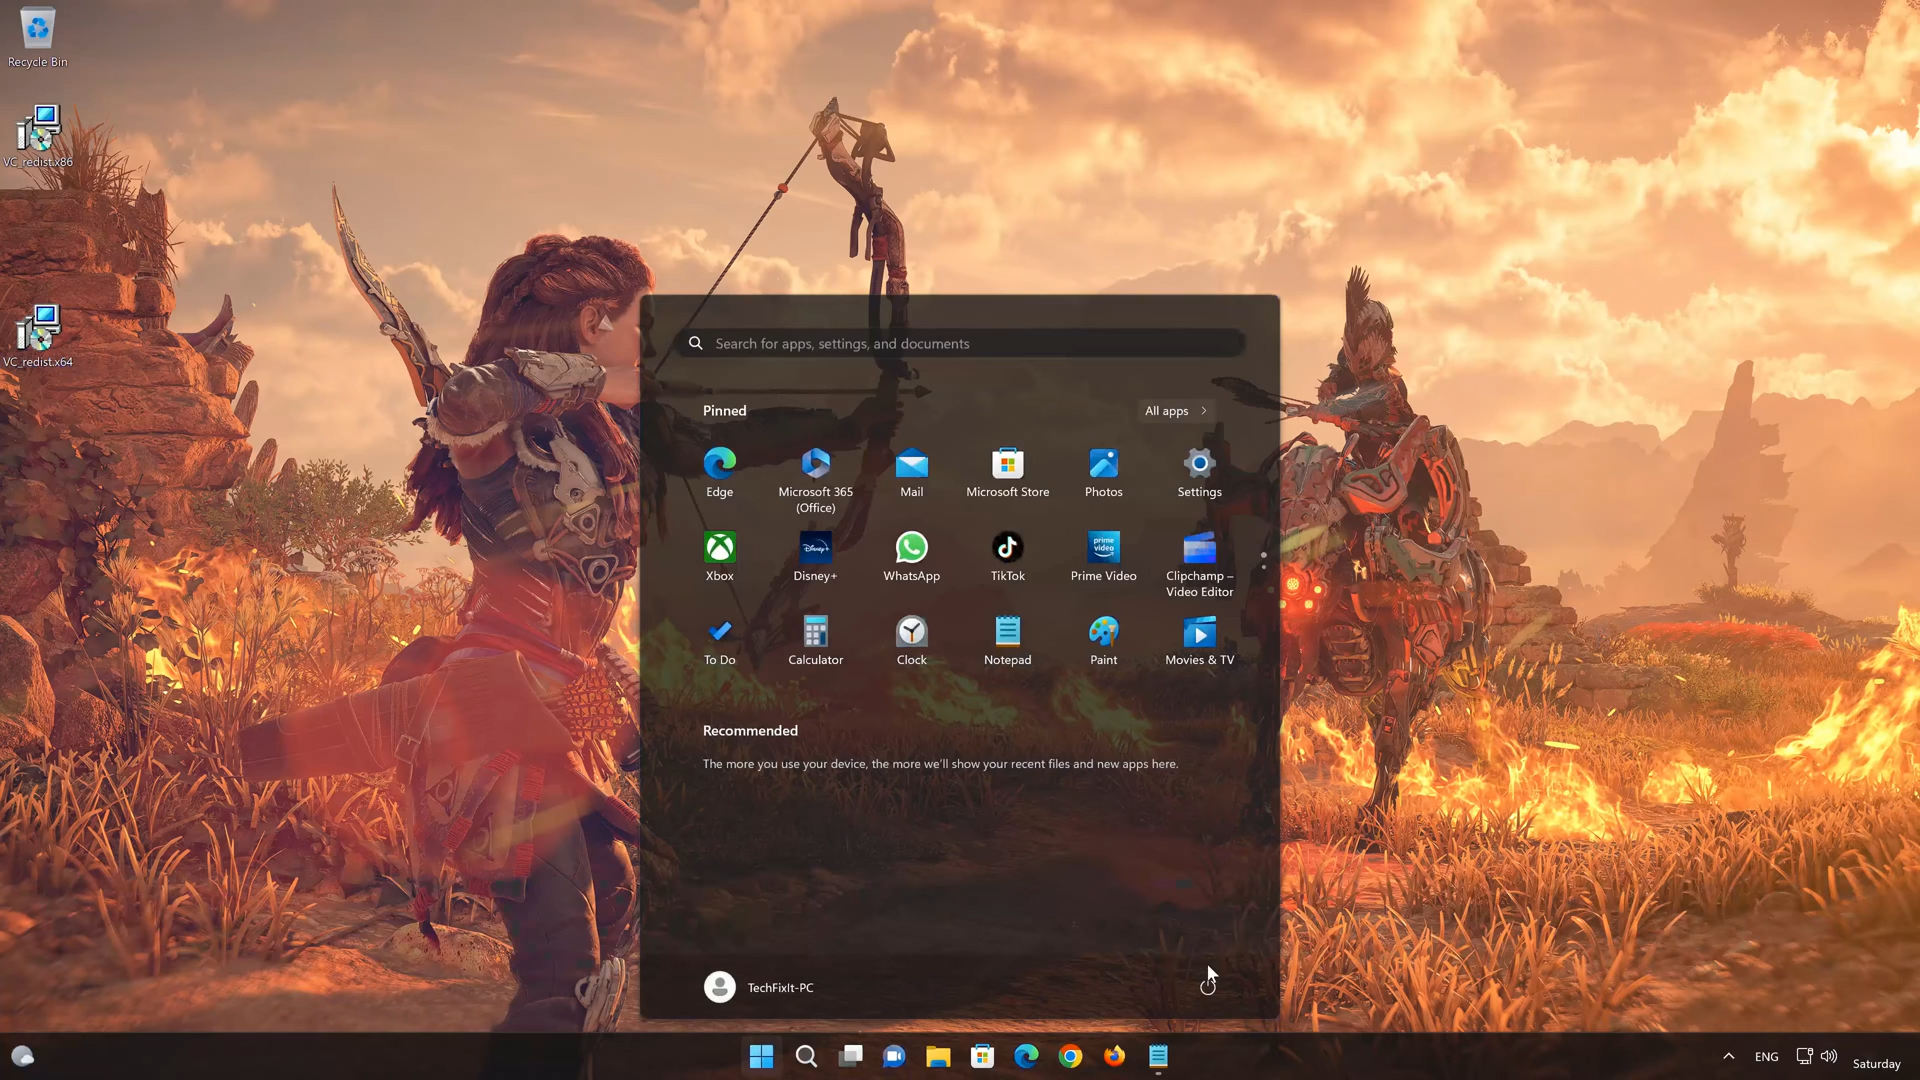 Recycle Bin
VC_redist.x86
VC_redist.x64
Search for apps, settings, and documents
Pinned
All apps
Edge
Microsoft 365
(Office)
Mail
Microsoft Store
Photos
Settings
Xbox
Disney+
WhatsApp
TikTok
prime
video
Prime Video
Clipchamp –
Video Editor
Disney+
To Do
Calculator
Clock
Notepad
Paint
Movies & TV
Recommended
The more you use your device, the more we'll show your recent files and new apps here.
TechFixIt-PC
ENG
Saturday